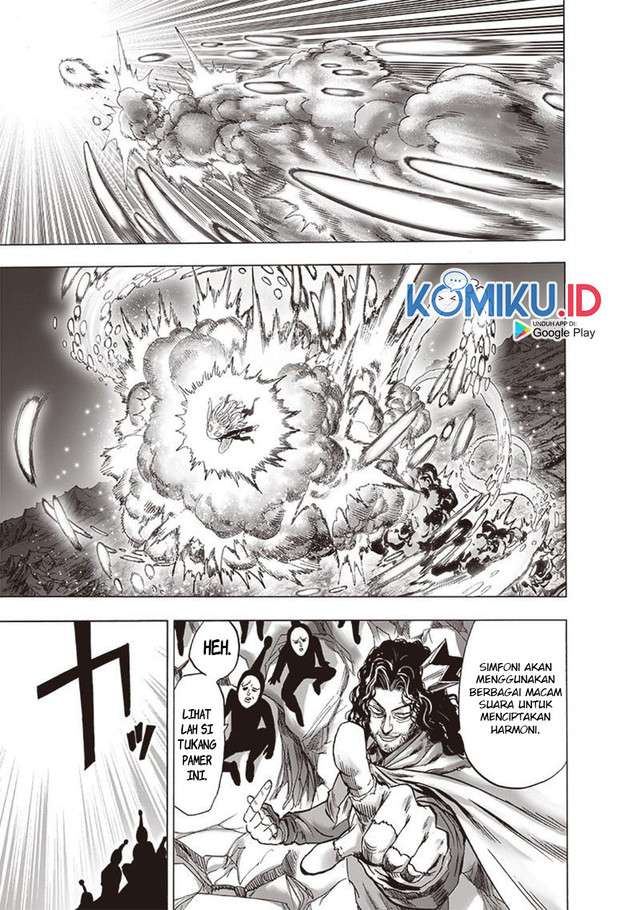 KOMIKU.ID
UNDUH APP DI:
Google Play
SIMFONI AKAN
MENGGUNAKAN
BERBAGAI MACAM
SUARA UNTUK
MENCIPTAKAN
HARMONI.
HEH.
LIHAT
LAH SI
TUKANG
PAMER
INI.
カッ